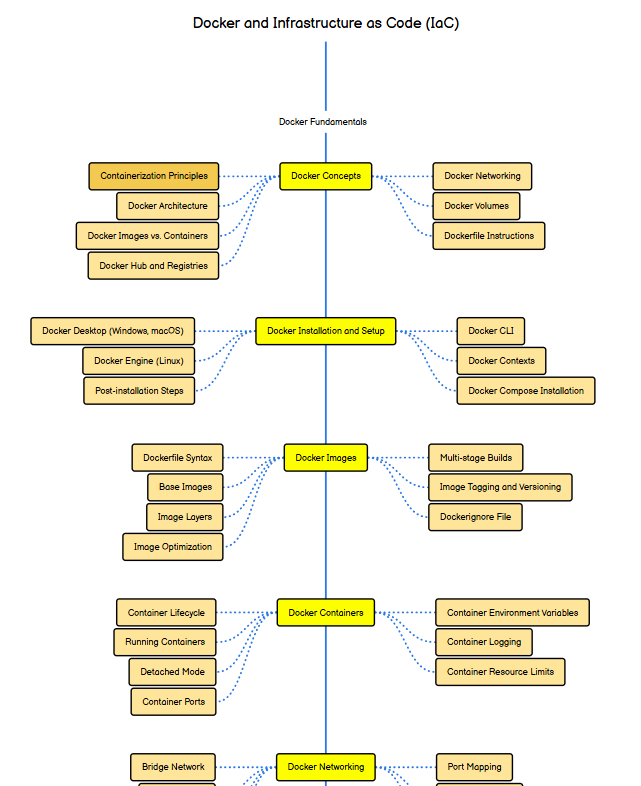 Docker and Infrastructure as Code (IaC)
Docker Fundamentals
Docker Concepts
Containerization Principles
Docker Architecture
Docker Images vs. Containers
Docker Hub and Registries
Docker Networking
Docker Volumes
Dockerfile Instructions
Docker Installation and Setup
Docker Desktop (Windows, macOS)
Docker Engine (Linux)
Post-installation Steps
Docker CLI
Docker Contexts
Docker Compose Installation
Docker Images
Dockerfile Syntax
Base Images
Image Layers
Image Optimization
Multi-stage Builds
Image Tagging and Versioning
Dockerignore File
Docker Containers
Container Lifecycle
Running Containers
Detached Mode
Container Ports
Container Environment Variables
Container Logging
Container Resource Limits
Docker Networking
Bridge Network
Port Mapping